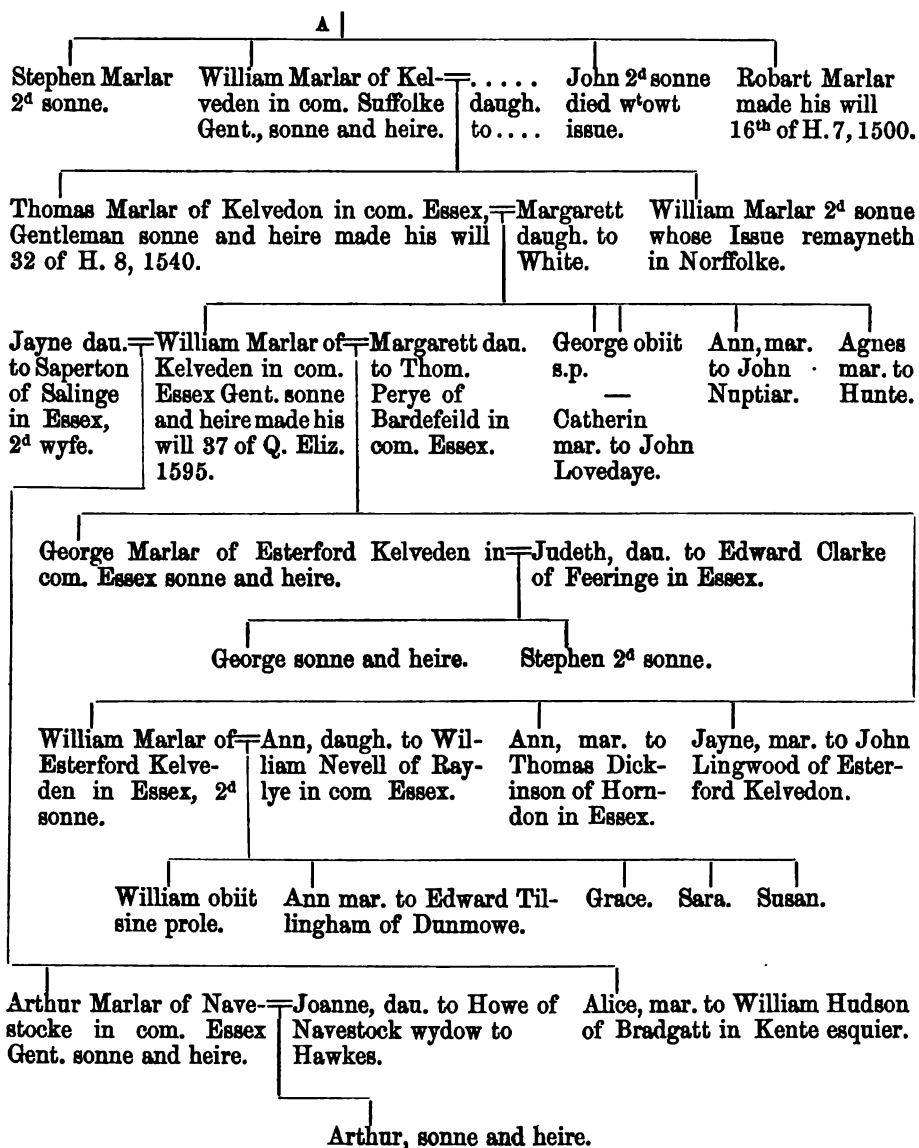 A
Stephen Marlar
2d sonne.
William Marlar of Kel-
veden in com. Suffolke
Gent., sonne and heire.
. . . . .
daugh.
to . . . .
John 2d sonne
died wtowt
issue.
Robart Marlar
made his will
16th of H. 7, 1500.
Thomas Marlar of Kelvedon in com. Essex,
Gentleman sonne and heire made his will
32 of H. 8, 1540.
Margarett
daugh. to
White.
William Marlar 2d sonne
whose Issue remayneth
in Norffolke.
Jayne dau.
to Saperton
of Salinge
in Essex,
2d wyfe.
William Marlar of
Kelveden in com.
Essex Gent. sonne
and heire made his
will 37 of Q. Eliz.
1595.
Margarett dau.
to Thom.
Perye of
Bardefeild in
com. Essex.
George obiit
s.p.
—
Catherin
mar. to John
Lovedaye.
Ann, mar.
to John
Nuptiar.
Agnes
mar. to
Hunte.
George Marlar of Esterford Kelveden in
com. Essex sonne and heire.
Judeth, dau. to Edward Clarke
of Feeringe in Essex.
George sonne and heire.
Stephen 2d sonne.
William Marlar of
Esterford Kelve-
den in Essex, 2d
sonne.
Ann, daugh. to Wil-
liam Nevell of Ray-
lye in com Essex.
Ann, mar. to
Thomas Dick-
inson of Horn-
don in Essex.
Jayne, mar. to John
Lingwood of Ester-
ford Kelvedon.
William obiit
sine prole.
Ann mar. to Edward Til-
lingham of Dunmowe.
Grace.
Sara.
Susan.
Arthur Marlar of Nave-
stocke in com. Essex
Gent. sonne and heire.
Joanne, dau. to Howe of
Navestock wydow to
Hawkes.
Alice, mar. to William Hudson
of Bradgatt in Kente esquier.
Arthur, sonne and heire.